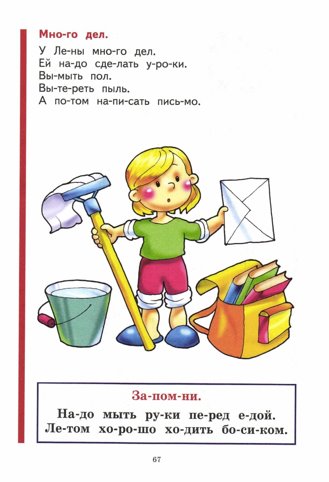 Мно-го дел.
У Ле-ны мно-го дел.
Ей на-до сде-лать у-ро-ки.
Вы-мыть пол.
Вы-те-реть пыль.
А по-том на-пи-сать пись-мо.
За-пом-ни.
На-до мыть ру-ки пе-ред е-дой.
Ле-том хо-ро-шо хо-дить бо-си-ком.
67